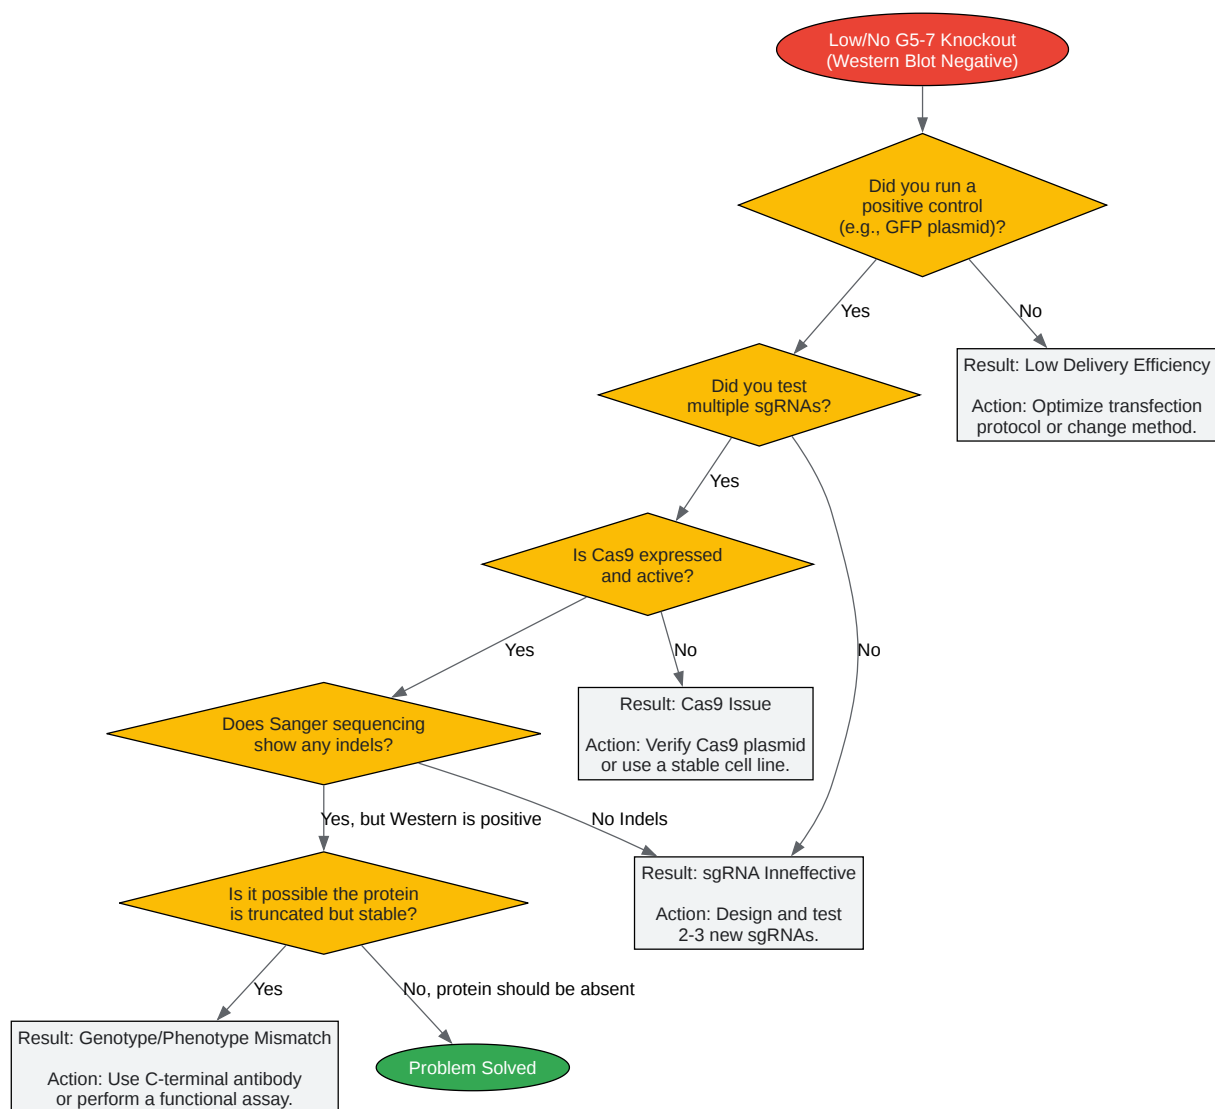 Low/No G5-7 Knockout
(Western Blot Negative)
Did you run a
positive control
(e.g., GFP plasmid)?
Yes
No
Result: Low Delivery Efficiency
Action: Optimize transfection
protocol or change method.
Did you test
multiple sgRNAs?
Yes
No
Is Cas9 expressed
and active?
Yes
No
Result: Cas9 Issue
Action: Verify Cas9 plasmid
or use a stable cell line.
Does Sanger sequencing
show any indels?
Yes, but Western is positive
No Indels
Result: sgRNA Inneffective
Action: Design and test
2-3 new sgRNAs.
Is it possible the protein
is truncated but stable?
Yes
No, protein should be absent
Result: Genotype/Phenotype Mismatch
Action: Use C-terminal antibody
or perform a functional assay.
Problem Solved